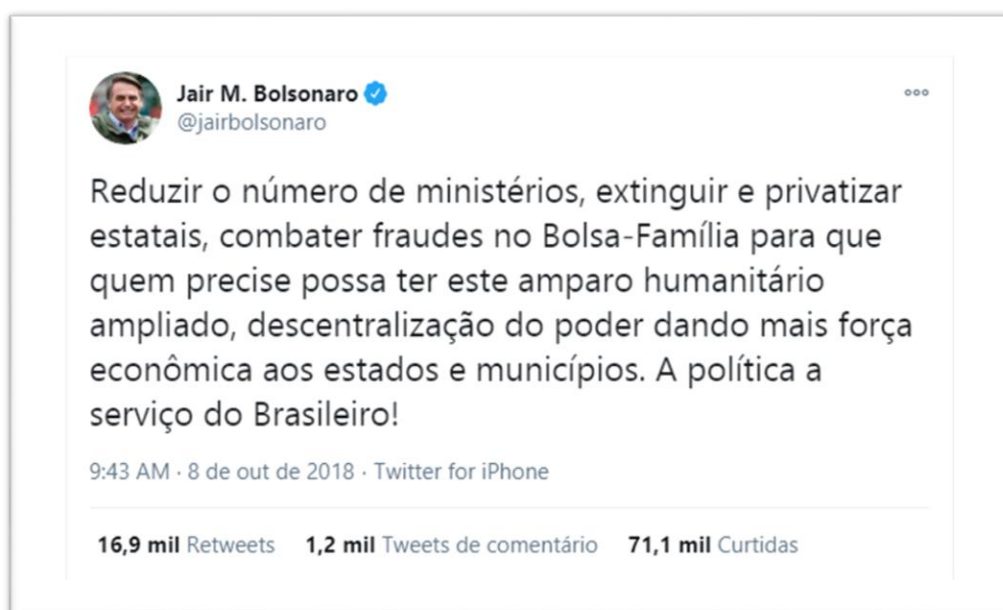 Jair M. Bolsonaro
@jairbolsonaro
Reduzir o número de ministérios, extinguir e privatizar
estatais, combater fraudes no Bolsa-Família para que
quem precise possa ter este amparo humanitário
ampliado, descentralização do poder dando mais força
econômica aos estados e municípios. A política a
serviço do Brasileiro!
9:43 AM · 8 de out de 2018 · Twitter for iPhone
16,9 mil Retweets 1,2 mil Tweets de comentário 71,1 mil Curtidas